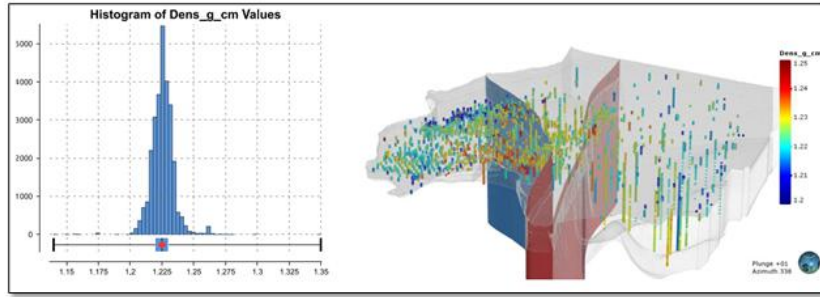 Histogram of Dens_g_cm Values
5000
4000
3000
2000
1000
0
1.15 1.175 1.2 1.225 1.25 1.275 1.3 1.325 1.35
Dens_g_cm
1.25
1.24
1.22
1.21
1.2
Plunge +01
Azimuth 336